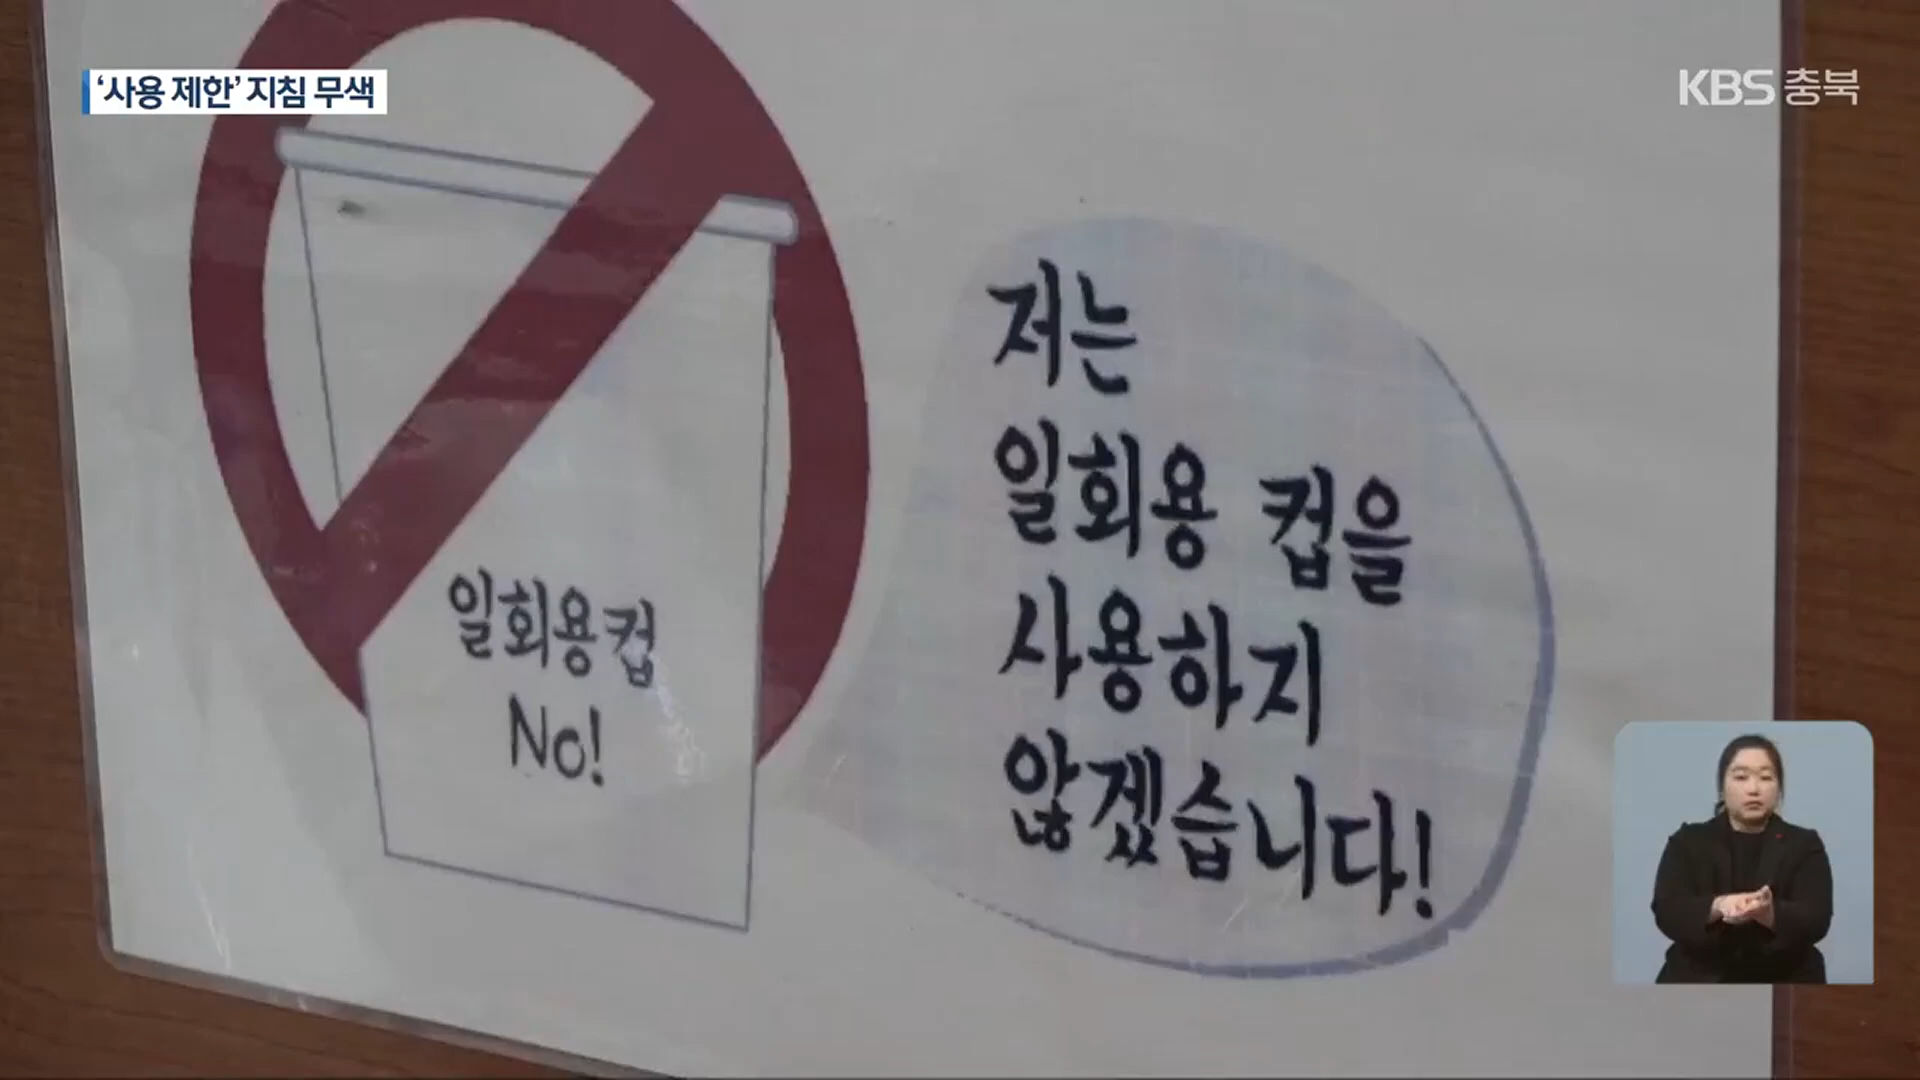 ‘사용 제한’ 지침 무색
KBS 충북
저는
일회용 컵을
사용하지
않겠습니다!
일회용컵
No!